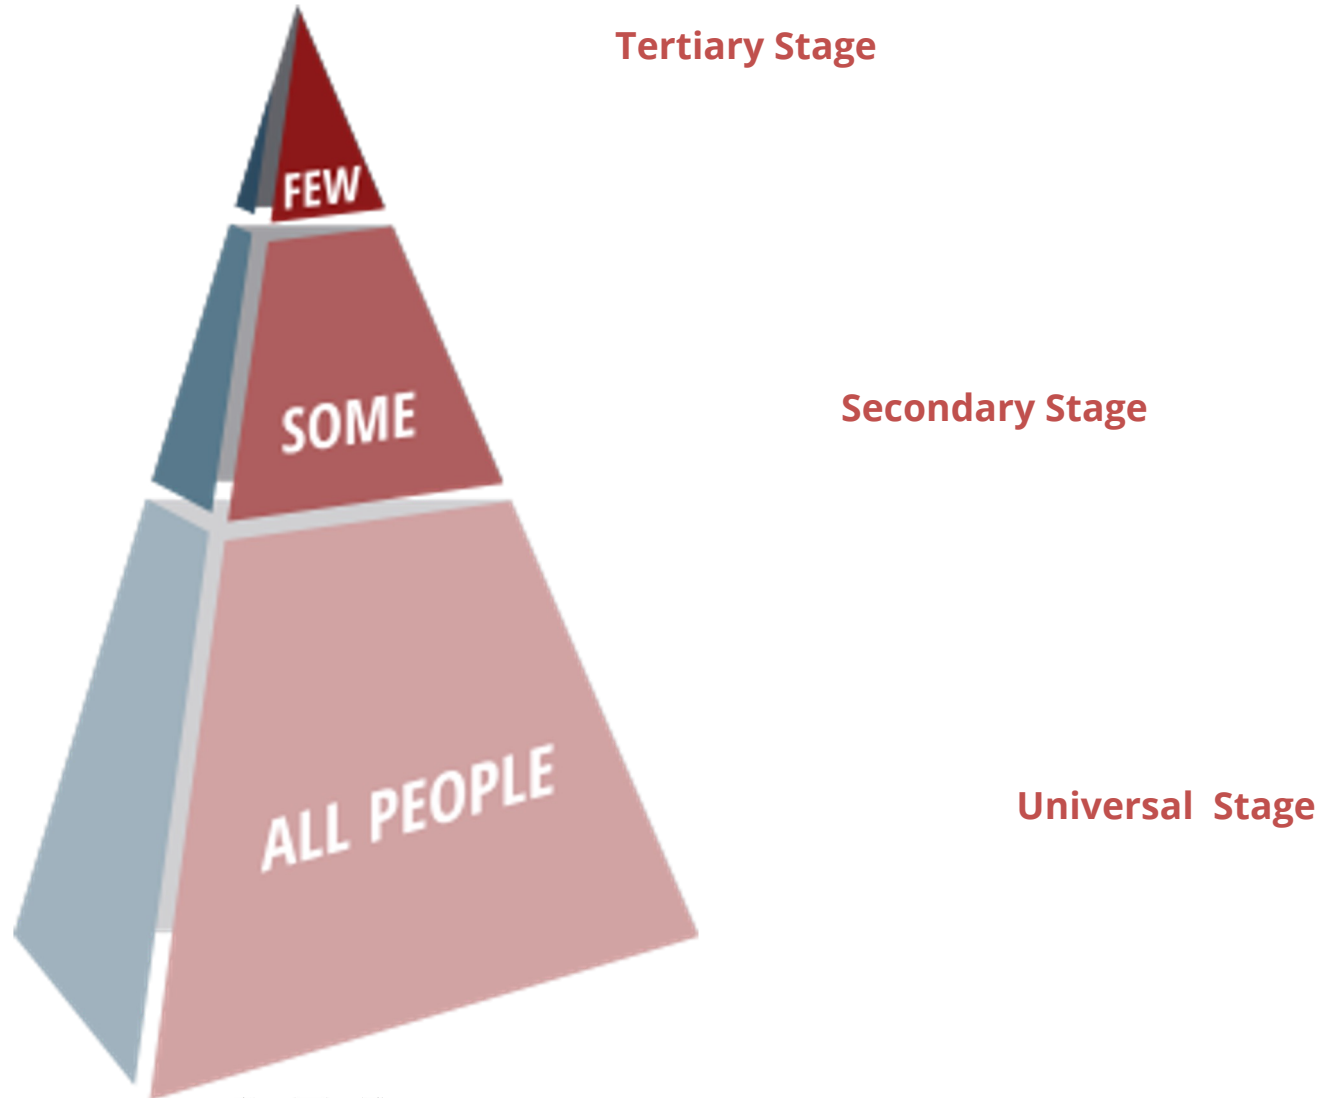 Tertiary Stage
FEW
SOME
Secondary Stage
ALL PEOPLE
Universal  Stage